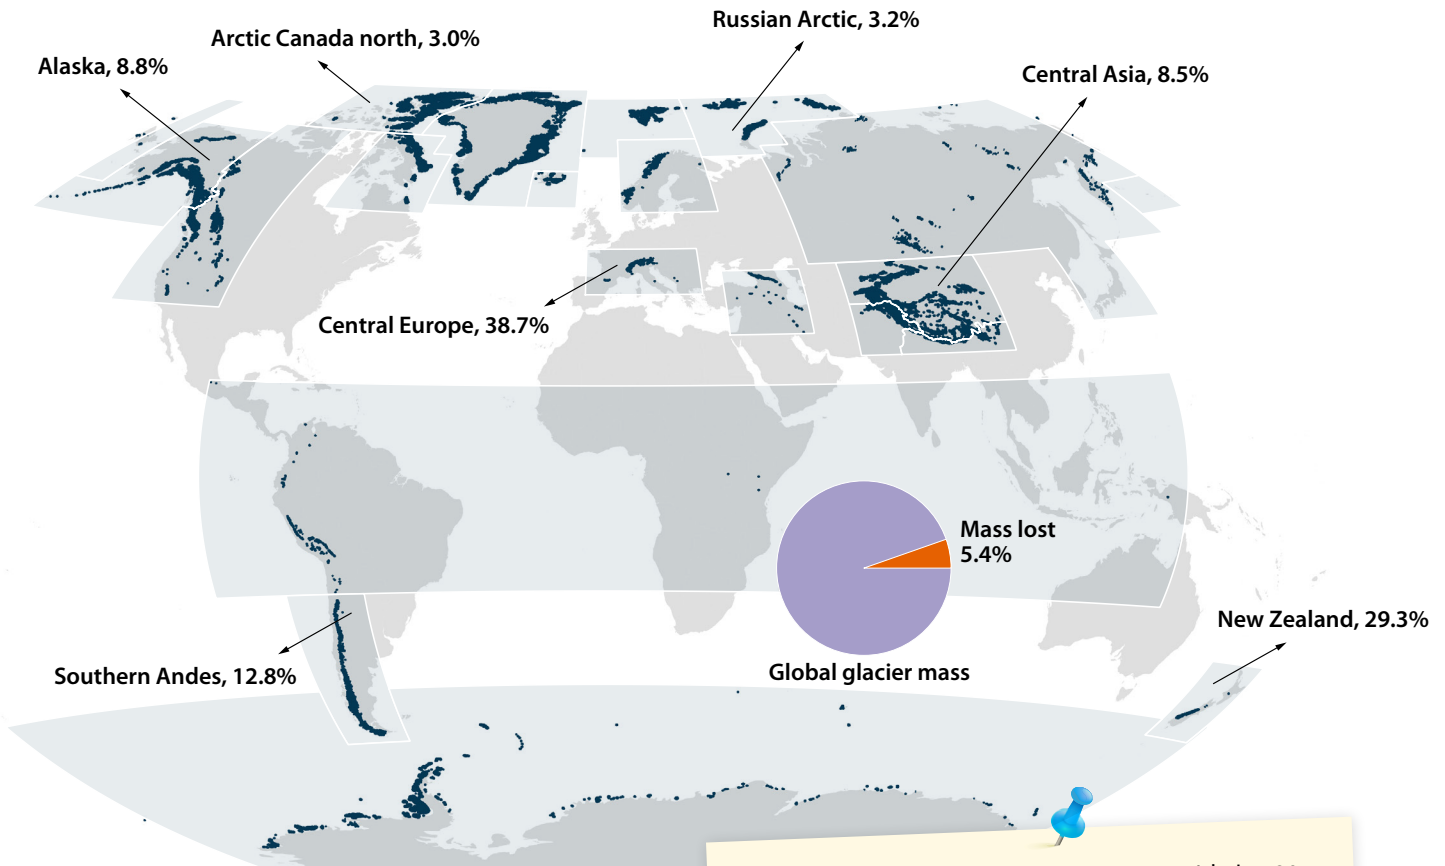 Russian Arctic, 3.2%
Arctic Canada north, 3.0%
Alaska, 8.8%
Central Asia, 8.5%
Central Europe, 38.7%
Mass lost
5.4%
New Zealand, 29.3%
Southern Andes, 12.8%
Global glacier mass